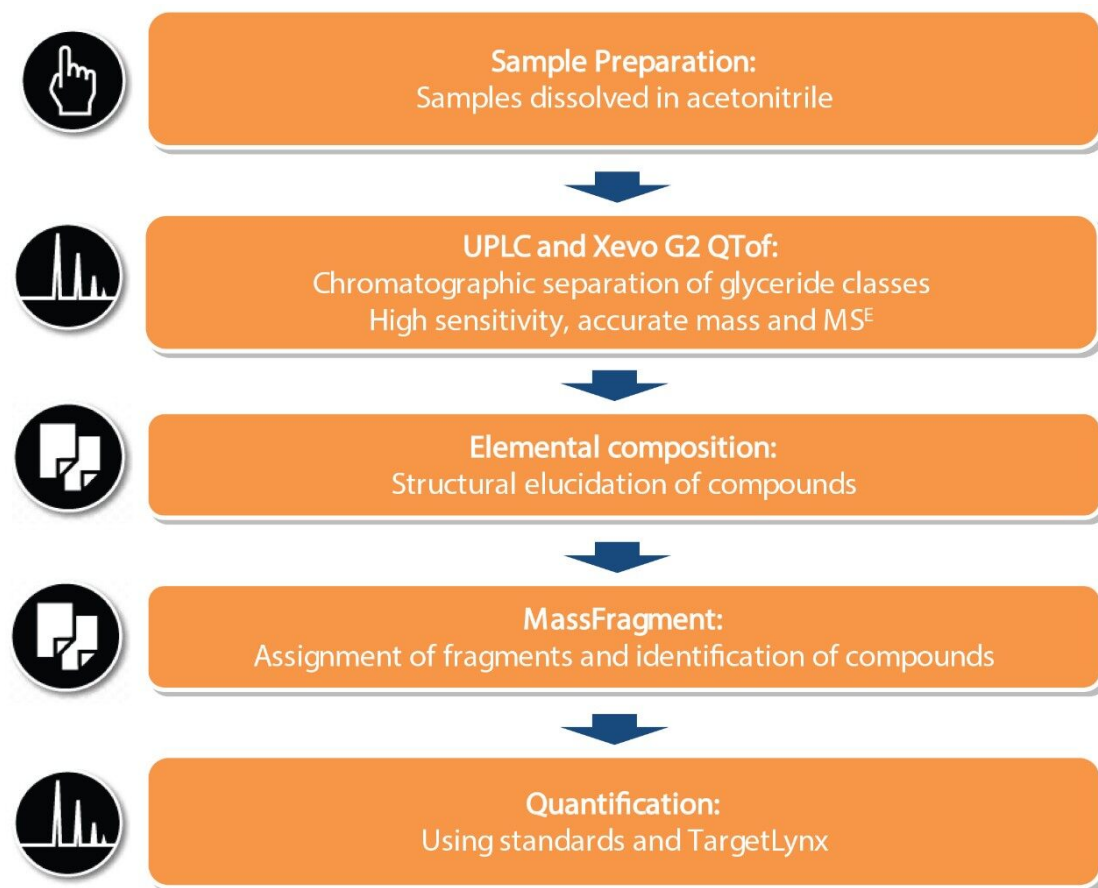 Sample Preparation:
Samples dissolved in acetonitrile
UPLC and Xevo G2 QTof:
Chromatographic separation of glyceride classes
High sensitivity, accurate mass and MSᴱ
Elemental composition:
Structural elucidation of compounds
MassFragment:
Assignment of fragments and identification of compounds
Quantification:
Using standards and TargetLynx